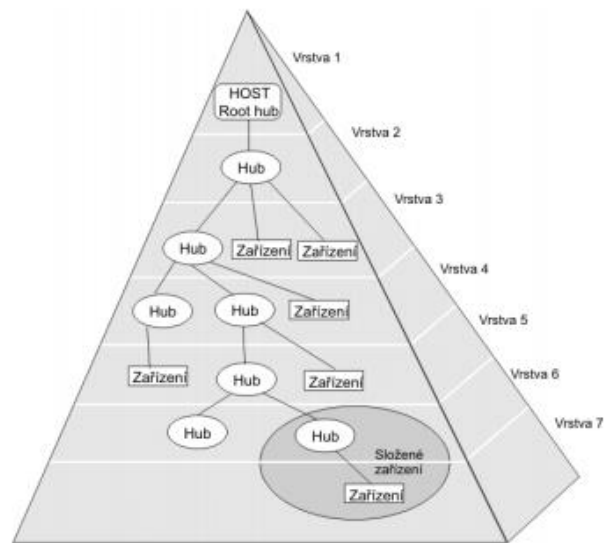 Vrstva 1
HOST
Root hub
Vrstva 2
Hub
Vrstva 3
Hub
Zařízení
Zařízení
Vrstva 4
Hub
Hub
Zařízení
Vrstva 5
Zařízení
Hub
Zařízení
Vrstva 6
Hub
Hub
Vrstva 7
Složené
zařízení
Zařízení